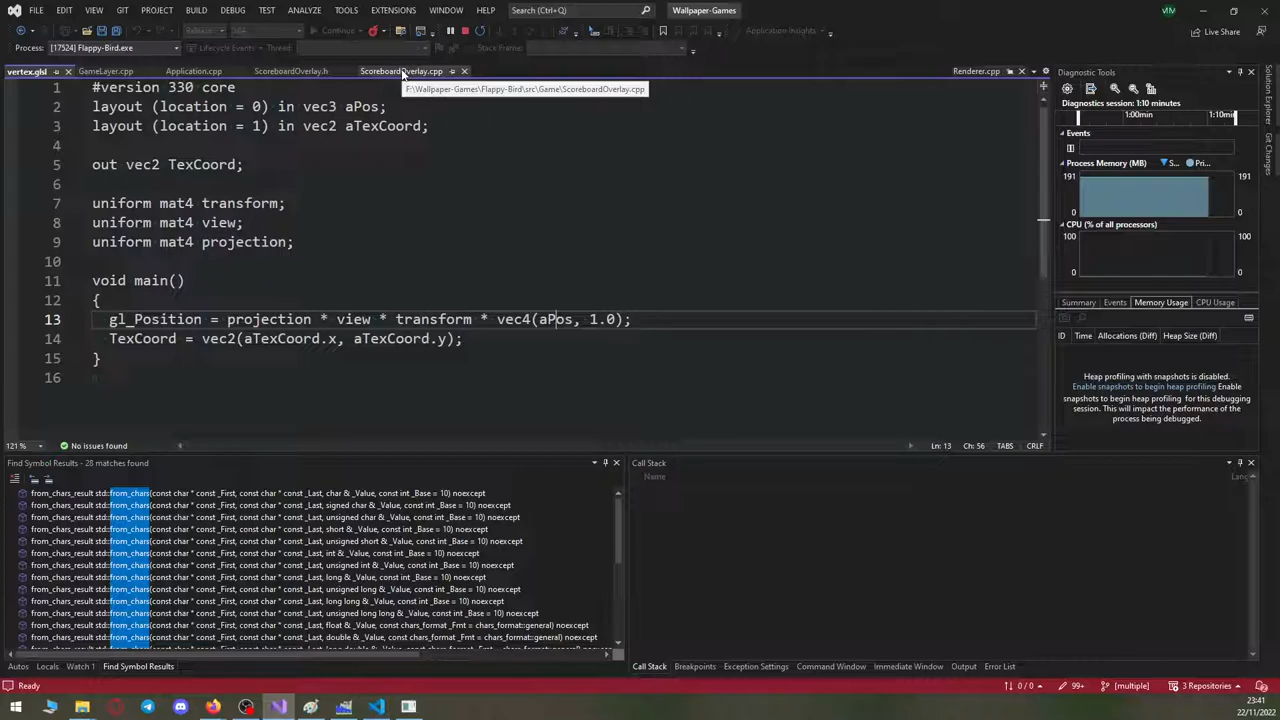 FILE EDIT VIEW GIT PROJECT BUILD DEBUG TEST ANALYZE TOOLS EXTENSIONS WINDOW HELP Search (Ctrl+Q) Wallpaper-Games VM
Continue Application Insights Live Share
Process: [17524] Flappy-Bird.exe Lifecycle Events Thread: Stack Frame:
vertex.glsl GameLayer.cpp Application.cpp ScoreboardOverlay.h ScoreboardOverlay.cpp Renderer.cpp
F:\Wallpaper-Games\Flappy-Bird\src\Game\ScoreboardOverlay.cpp
1 #version 330 core
2 layout (location = 0) in vec3 aPos;
3 layout (location = 1) in vec2 aTexCoord;
4
5 out vec2 TexCoord;
6
7 uniform mat4 transform;
8 uniform mat4 view;
9 uniform mat4 projection;
10
11 void main()
12 {
13 gl_Position = projection * view * transform * vec4(aPos, 1.0);
14 TexCoord = vec2(aTexCoord.x, aTexCoord.y);
15 }
16
121 % No issues found Ln: 13 Ch: 56 TABS CRLF
Diagnostic Tools
Diagnostics session: 1:10 minutes
1:00min 1:10min
Events
Process Memory (MB) S... Pri...
191 191
0 0
CPU (% of all processors)
100 100
0 0
Summary Events Memory Usage CPU Usage
ID Time Allocations (Diff) Heap Size (Diff)
Heap profiling with snapshots is disabled.
Enable snapshots to begin heap profiling Enable
snapshots to begin heap profiling for this debugging
session. This will impact the performance of the
process being debugged.
Solution Explorer
Git Changes
Find Symbol Results - 28 matches found
from_chars_result std::from_chars(const char * const _First, const char * const _Last, char & _Value, const int _Base = 10) noexcept
from_chars_result std::from_chars(const char * const _First, const char * const _Last, signed char & _Value, const int _Base = 10) noexcept
from_chars_result std::from_chars(const char * const _First, const char * const _Last, unsigned char & _Value, const int _Base = 10) noexcept
from_chars_result std::from_chars(const char * const _First, const char * const _Last, short & _Value, const int _Base = 10) noexcept
from_chars_result std::from_chars(const char * const _First, const char * const _Last, unsigned short & _Value, const int _Base = 10) noexcept
from_chars_result std::from_chars(const char * const _First, const char * const _Last, int & _Value, const int _Base = 10) noexcept
from_chars_result std::from_chars(const char * const _First, const char * const _Last, unsigned int & _Value, const int _Base = 10) noexcept
from_chars_result std::from_chars(const char * const _First, const char * const _Last, long & _Value, const int _Base = 10) noexcept
from_chars_result std::from_chars(const char * const _First, const char * const _Last, unsigned long & _Value, const int _Base = 10) noexcept
from_chars_result std::from_chars(const char * const _First, const char * const _Last, long long & _Value, const int _Base = 10) noexcept
from_chars_result std::from_chars(const char * const _First, const char * const _Last, unsigned long long & _Value, const int _Base = 10) noexcept
from_chars_result std::from_chars(const char * const _First, const char * const _Last, float & _Value, const chars_format _Fmt = chars_format::general) noexcept
from_chars_result std::from_chars(const char * const _First, const char * const _Last, double & _Value, const chars_format _Fmt = chars_format::general) noexcept
Autos Locals Watch 1 Find Symbol Results
Call Stack
Name Lang
Call Stack Breakpoints Exception Settings Command Window Immediate Window Output Error List
Ready 0 / 0 99+ [multiple] 3 Repositories
23:41
22/11/2022